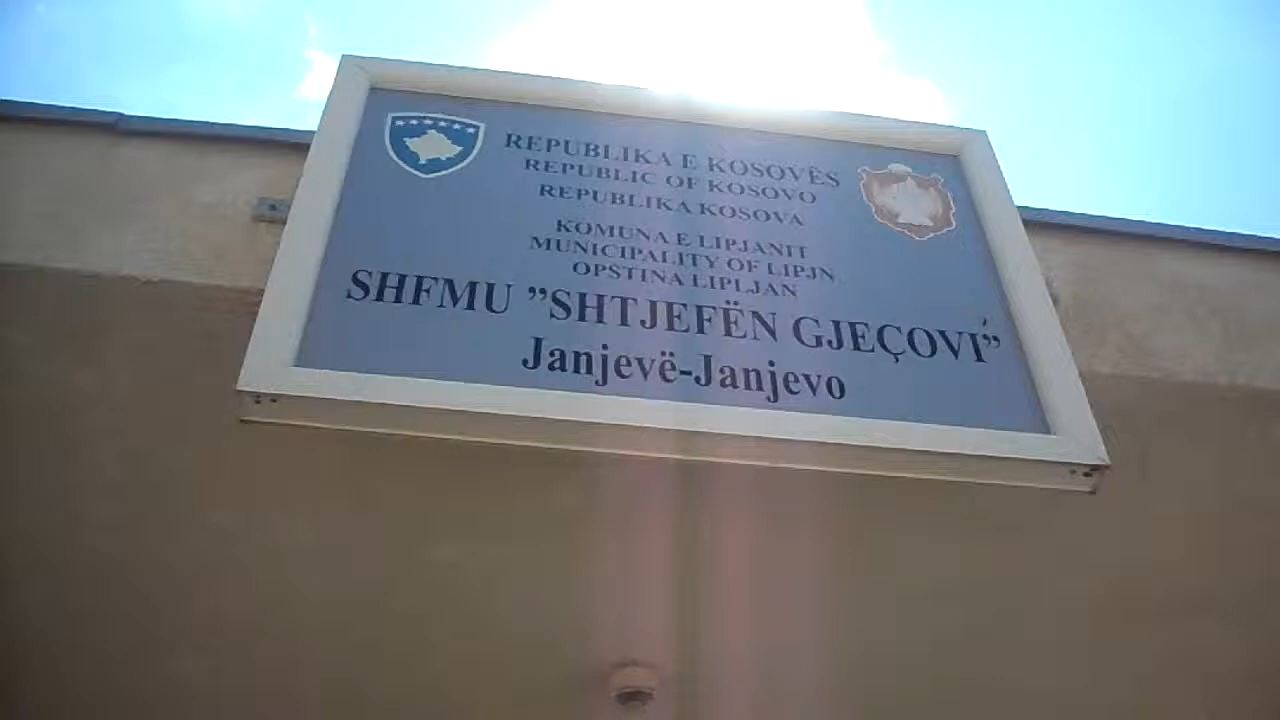 REPUBLIKA E KOSOVËS
REPUBLIC OF KOSOVO
REPUBLIKA KOSOVA
KOMUNA E LIPJANIT
MUNICIPALITY OF LIPJN
OPŠTINA LIPLJAN
SHFMU ”SHTJEFËN GJEÇOVI”
Janjevë-Janjevo